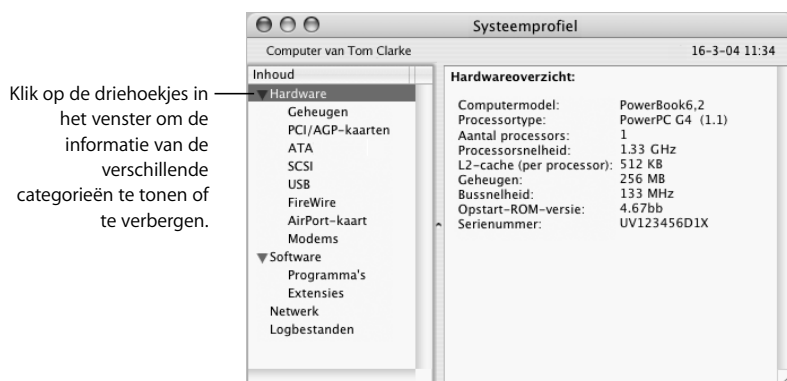 Systeemprofiel
Computer van Tom Clarke
16-3-04 11:34
Klik op de driehoekjes in
het venster om de
informatie van de
verschillende
categorieën te tonen of
te verbergen.
Inhoud
Hardware
Geheugen
PCI/AGP-kaarten
ATA
SCSI
USB
FireWire
AirPort-kaart
Modems
Software
Programma's
Extensies
Netwerk
Logbestanden
Hardwareoverzicht:
Computermodel: PowerBook6,2
Processortype: PowerPC G4 (1.1)
Aantal processors: 1
Processorsnelheid: 1.33 GHz
L2-cache (per processor): 512 KB
Geheugen: 256 MB
Bussnelheid: 133 MHz
Opstart-ROM-versie: 4.67bb
Serienummer: UV123456D1X